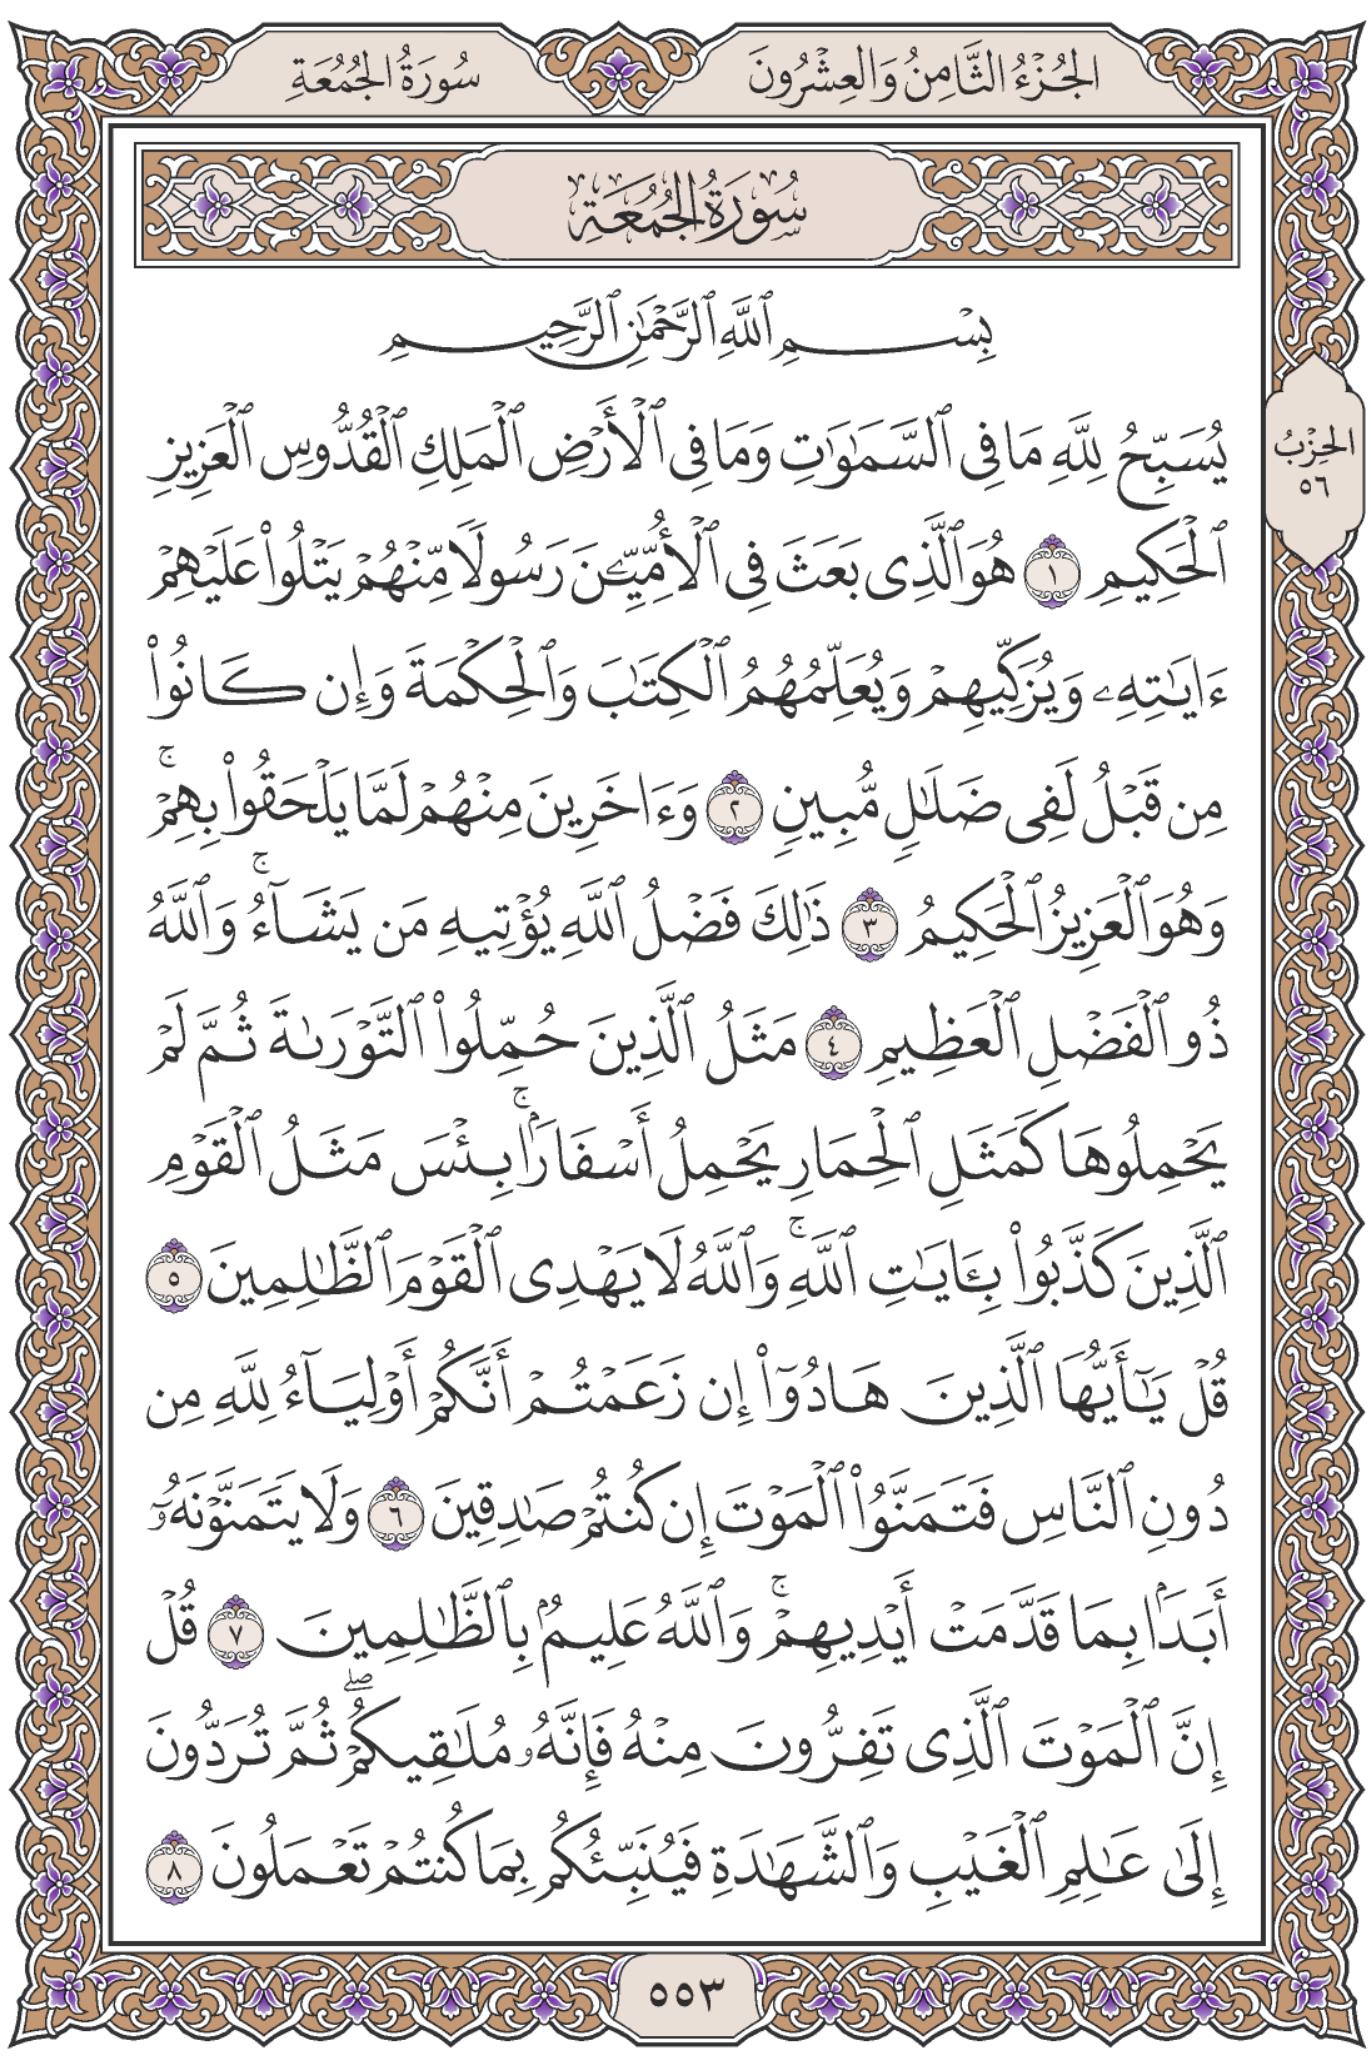 الجُزْءُ الثَّامِنُ وَالعِشْرُونَ
سُورَةُ الجُمُعَةِ
سُورَةُ الجُمُعَةِ
بِسْمِ ٱللَّهِ ٱلرَّحْمَٰنِ ٱلرَّحِيمِ
يُسَبِّحُ لِلَّهِ مَا فِى ٱلسَّمَٰوَٰتِ وَمَا فِى ٱلْأَرْضِ ٱلْمَلِكِ ٱلْقُدُّوسِ ٱلْعَزِيزِ
ٱلْحَكِيمِ ١ هُوَ ٱلَّذِى بَعَثَ فِى ٱلْأُمِّيِّـۧنَ رَسُولًا مِّنْهُمْ يَتْلُوا۟ عَلَيْهِمْ
ءَايَٰتِهِۦ وَيُزَكِّيهِمْ وَيُعَلِّمُهُمُ ٱلْكِتَٰبَ وَٱلْحِكْمَةَ وَإِن كَانُوا۟
مِن قَبْلُ لَفِى ضَلَٰلٍ مُّبِينٍ ٢ وَءَاخَرِينَ مِنْهُمْ لَمَّا يَلْحَقُوا۟ بِهِمْ ۚ
وَهُوَ ٱلْعَزِيزُ ٱلْحَكِيمُ ٣ ذَٰلِكَ فَضْلُ ٱللَّهِ يُؤْتِيهِ مَن يَشَآءُ ۚ وَٱللَّهُ
ذُو ٱلْفَضْلِ ٱلْعَظِيمِ ٤ مَثَلُ ٱلَّذِينَ حُمِّلُوا۟ ٱلتَّوْرَىٰةَ ثُمَّ لَمْ
يَحْمِلُوهَا كَمَثَلِ ٱلْحِمَارِ يَحْمِلُ أَسْفَارًۢا ۚ بِئْسَ مَثَلُ ٱلْقَوْمِ
ٱلَّذِينَ كَذَّبُوا۟ بِـَٔايَٰتِ ٱللَّهِ ۚ وَٱللَّهُ لَا يَهْدِى ٱلْقَوْمَ ٱلظَّٰلِمِينَ ٥
قُلْ يَٰٓأَيُّهَا ٱلَّذِينَ هَادُوٓا۟ إِن زَعَمْتُمْ أَنَّكُمْ أَوْلِيَآءُ لِلَّهِ مِن
دُونِ ٱلنَّاسِ فَتَمَنَّوُا۟ ٱلْمَوْتَ إِن كُنتُمْ صَٰدِقِينَ ٦ وَلَا يَتَمَنَّوْنَهُۥٓ
أَبَدًۢا بِمَا قَدَّمَتْ أَيْدِيهِمْ ۚ وَٱللَّهُ عَلِيمٌۢ بِٱلظَّٰلِمِينَ ٧ قُلْ
إِنَّ ٱلْمَوْتَ ٱلَّذِى تَفِرُّونَ مِنْهُ فَإِنَّهُۥ مُلَٰقِيكُمْ ۖ ثُمَّ تُرَدُّونَ
إِلَىٰ عَٰلِمِ ٱلْغَيْبِ وَٱلشَّهَٰدَةِ فَيُنَبِّئُكُم بِمَا كُنتُمْ تَعْمَلُونَ ٨
الحِزْبُ
٥٦
٥٥٣